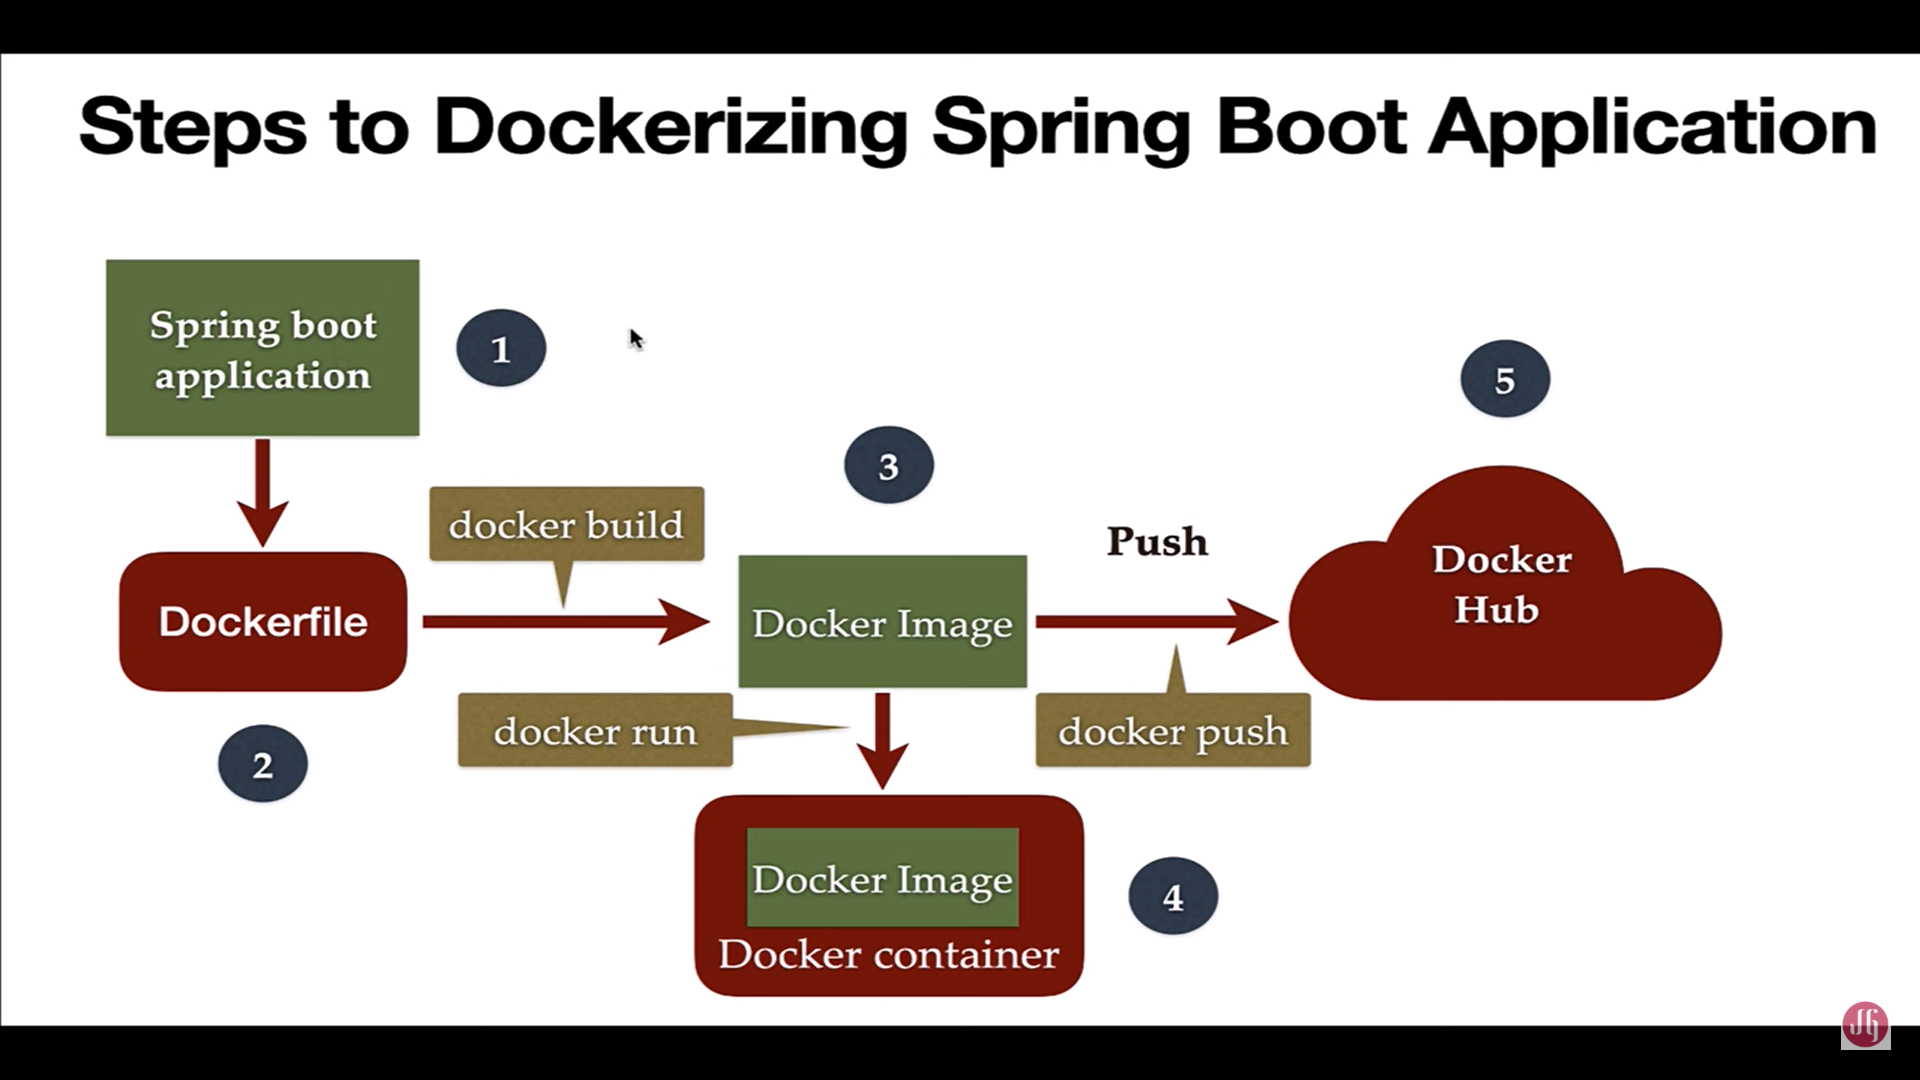 Steps to Dockerizing Spring Boot Application
Spring boot
application
1
5
3
docker build
Push
Docker
Hub
Dockerfile
Docker Image
docker run
docker push
2
Docker Image
4
Docker container